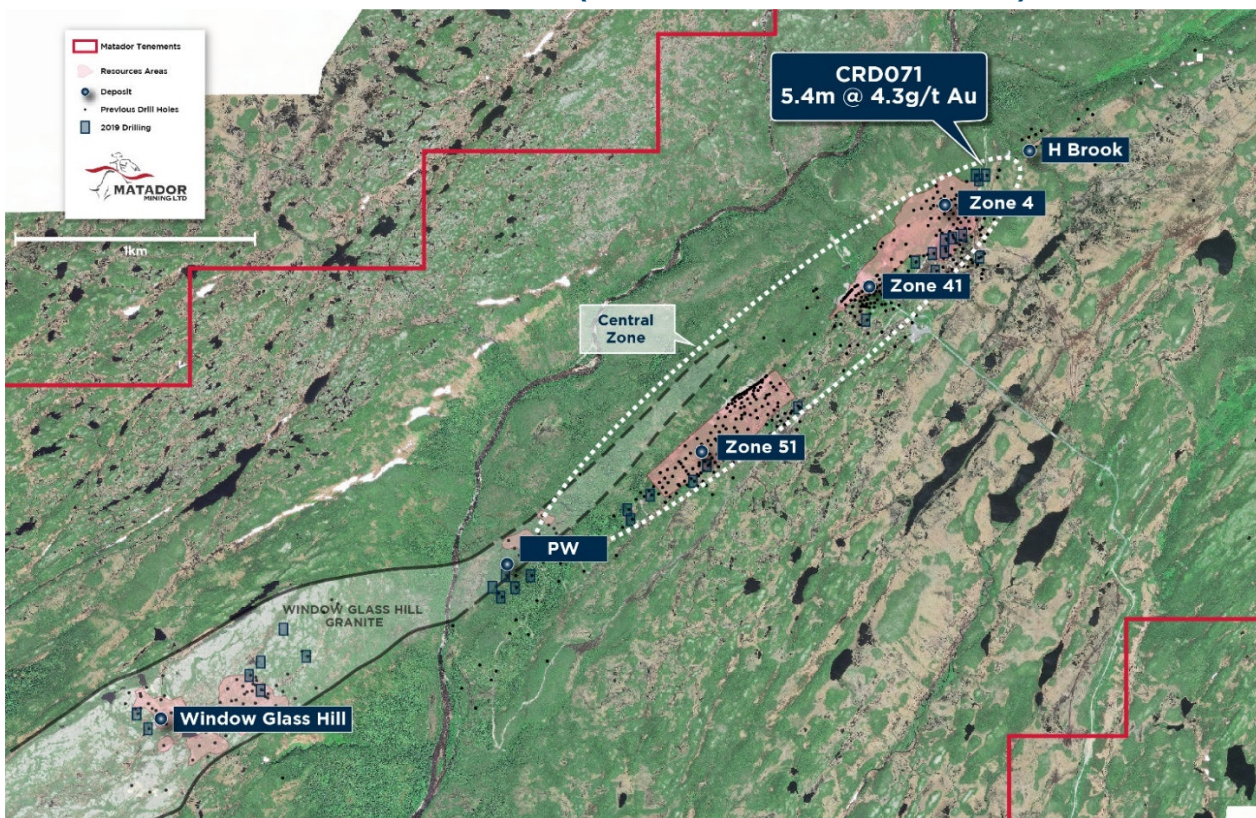 Matador Tenements
Resources Areas
Deposit
Previous Drill Holes
2019 Drilling
MATADOR
MINING LTD
1km
CRD071
5.4m @ 4.3g/t Au
H Brook
Zone 4
Zone 41
Central
Zone
Zone 51
PW
WINDOW GLASS HILL
GRANITE
Window Glass Hill